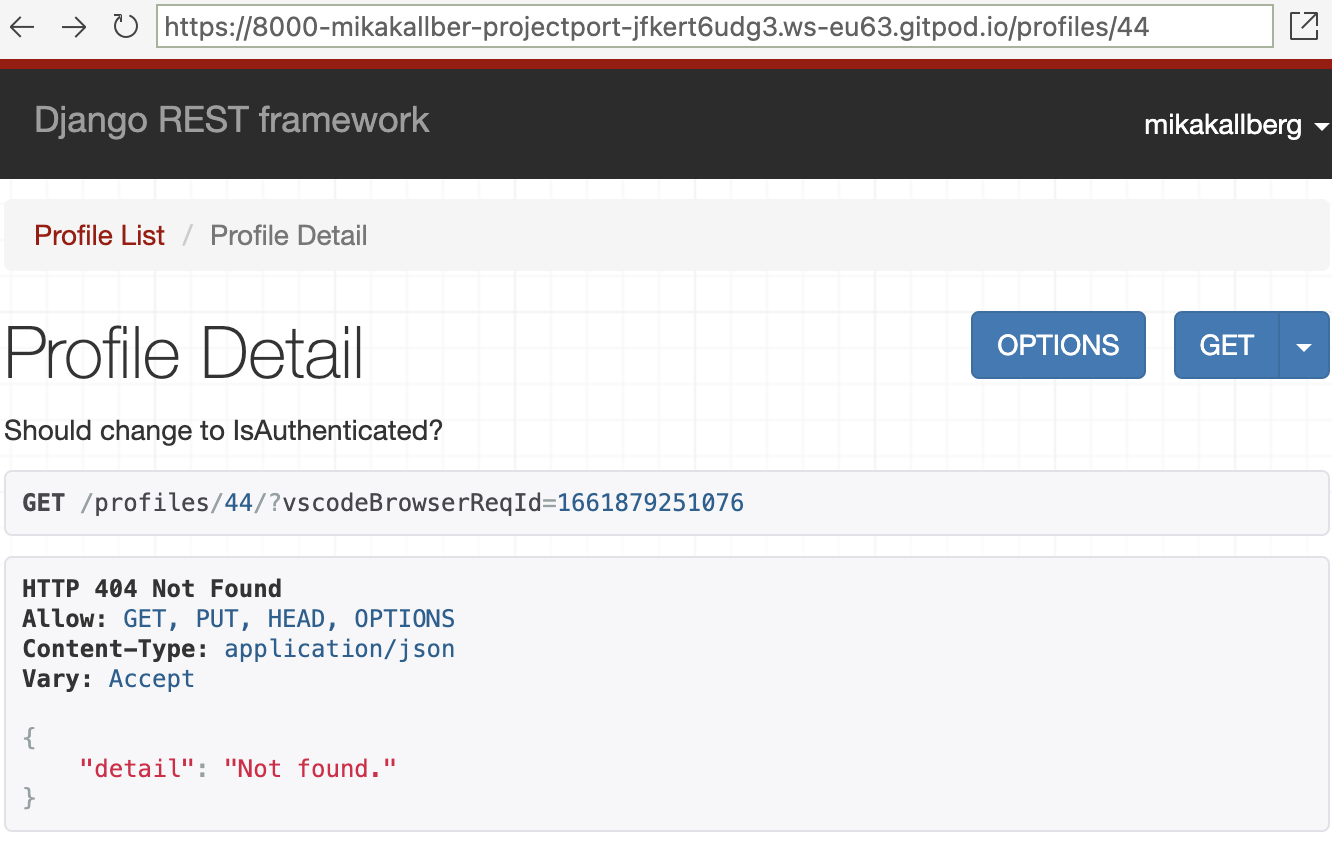 https://8000-mikakallber-projectport-jfkert6udg3.ws-eu63.gitpod.io/profiles/44
Django REST framework
mikakallberg
Profile List / Profile Detail
Profile Detail
OPTIONS
GET
Should change to IsAuthenticated?
GET /profiles/44/?vscodeBrowserReqId=1661879251076
HTTP 404 Not Found
Allow: GET, PUT, HEAD, OPTIONS
Content-Type: application/json
Vary: Accept
{
    "detail": "Not found."
}